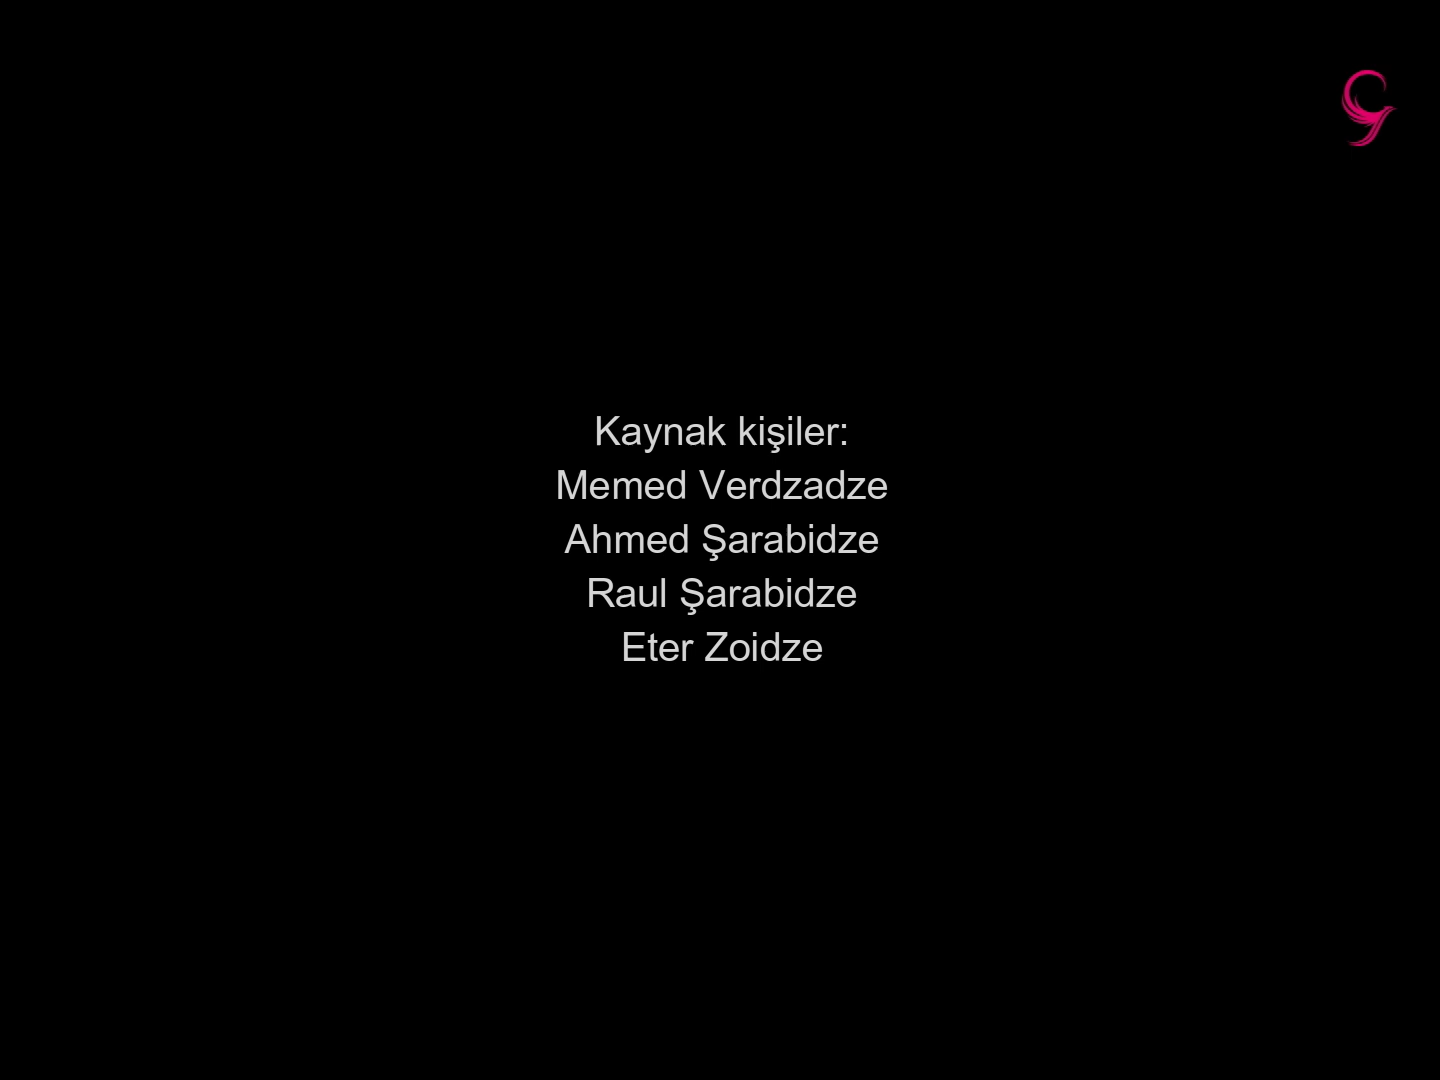 Kaynak kişiler:
Memed Verdzadze
Ahmed Şarabidze
Raul Şarabidze
Eter Zoidze